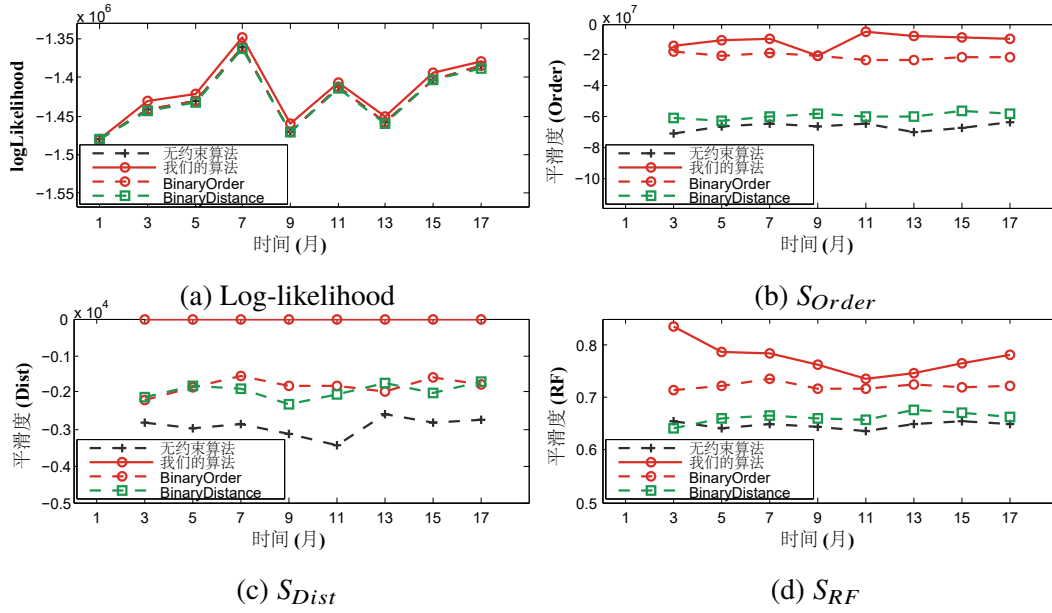 x 10⁶
−1.35
−1.4
−1.45
−1.5
−1.55
logLikelihood
无约束算法
我们的算法
BinaryOrder
BinaryDistance
1 3 5 7 9 11 13 15 17
时间 (月)
(a) Log-likelihood
x 10⁷
0
−2
−4
−6
−8
−10
平滑度 (Order)
无约束算法
我们的算法
BinaryOrder
BinaryDistance
1 3 5 7 9 11 13 15 17
时间 (月)
(b) S_Order
x 10⁴
0
−0.1
−0.2
−0.3
−0.4
−0.5
平滑度 (Dist)
无约束算法
我们的算法
BinaryOrder
BinaryDistance
1 3 5 7 9 11 13 15 17
时间 (月)
(c) S_Dist
0.8
0.7
0.6
0.5
平滑度 (RF)
无约束算法
我们的算法
BinaryOrder
BinaryDistance
1 3 5 7 9 11 13 15 17
时间 (月)
(d) S_RF